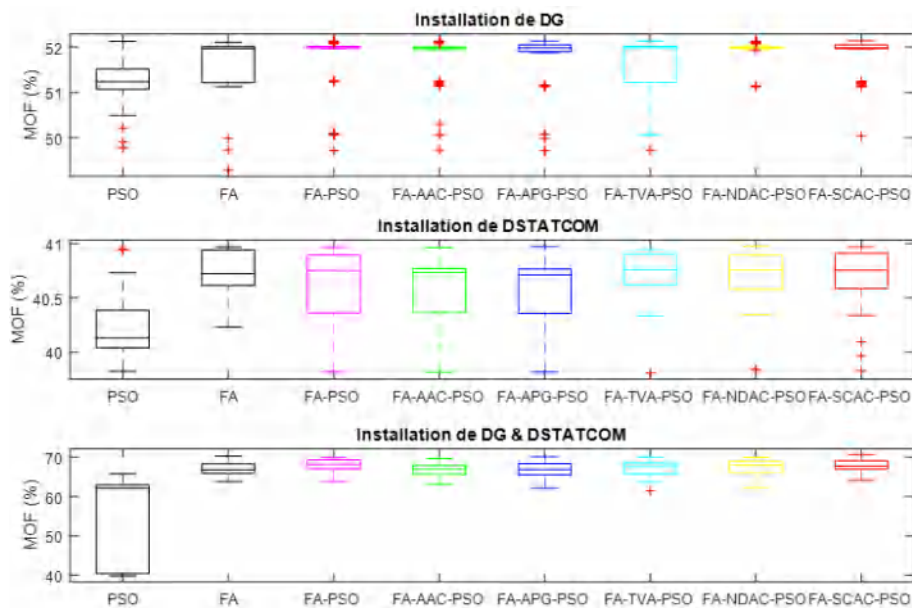 Installation de DG
MOF (%)
52
51
50
PSO FA FA-PSO FA-AAC-PSO FA-APG-PSO FA-TVA-PSO FA-NDAC-PSO FA-SCAC-PSO
Installation de DSTATCOM
MOF (%)
41
40.5
40
PSO FA FA-PSO FA-AAC-PSO FA-APG-PSO FA-TVA-PSO FA-NDAC-PSO FA-SCAC-PSO
Installation de DG & DSTATCOM
MOF (%)
70
60
50
40
PSO FA FA-PSO FA-AAC-PSO FA-APG-PSO FA-TVA-PSO FA-NDAC-PSO FA-SCAC-PSO